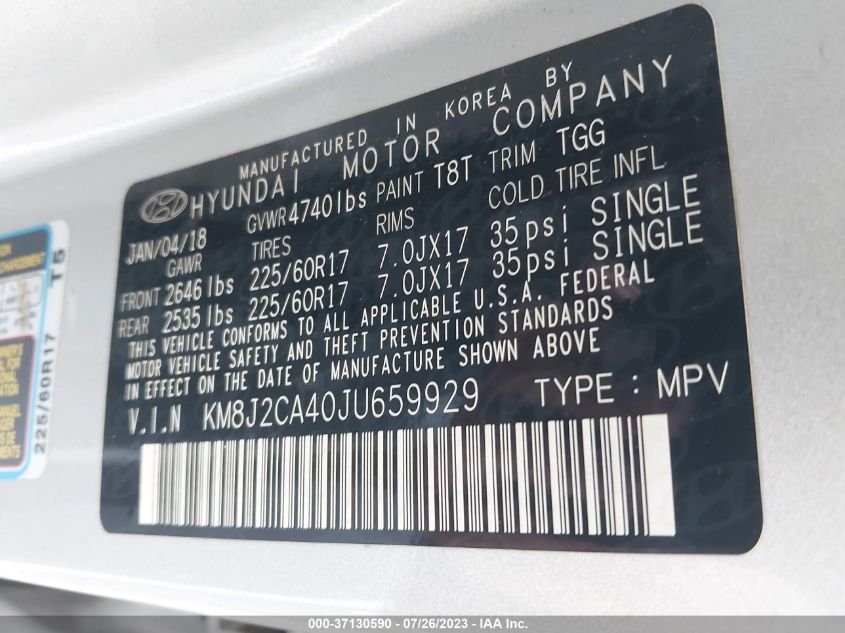 MANUFACTURED IN KOREA BY
HYUNDAI MOTOR COMPANY
JAN/04/18 GVWR 4740lbs PAINT T8T TRIM TGG
GAWR TIRES RIMS COLD TIRE INFL
FRONT 2646 lbs 225/60R17 7.0JX17 35psi SINGLE
REAR 2535 lbs 225/60R17 7.0JX17 35psi SINGLE
THIS VEHICLE CONFORMS TO ALL APPLICABLE U.S.A. FEDERAL
MOTOR VEHICLE SAFETY AND THEFT PREVENTION STANDARDS
IN EFFECT ON THE DATE OF MANUFACTURE SHOWN ABOVE
V.I.N KM8J2CA40JU659929 TYPE : MPV
225/60R17 T5
000-37130590 - 07/26/2023 - IAA Inc.